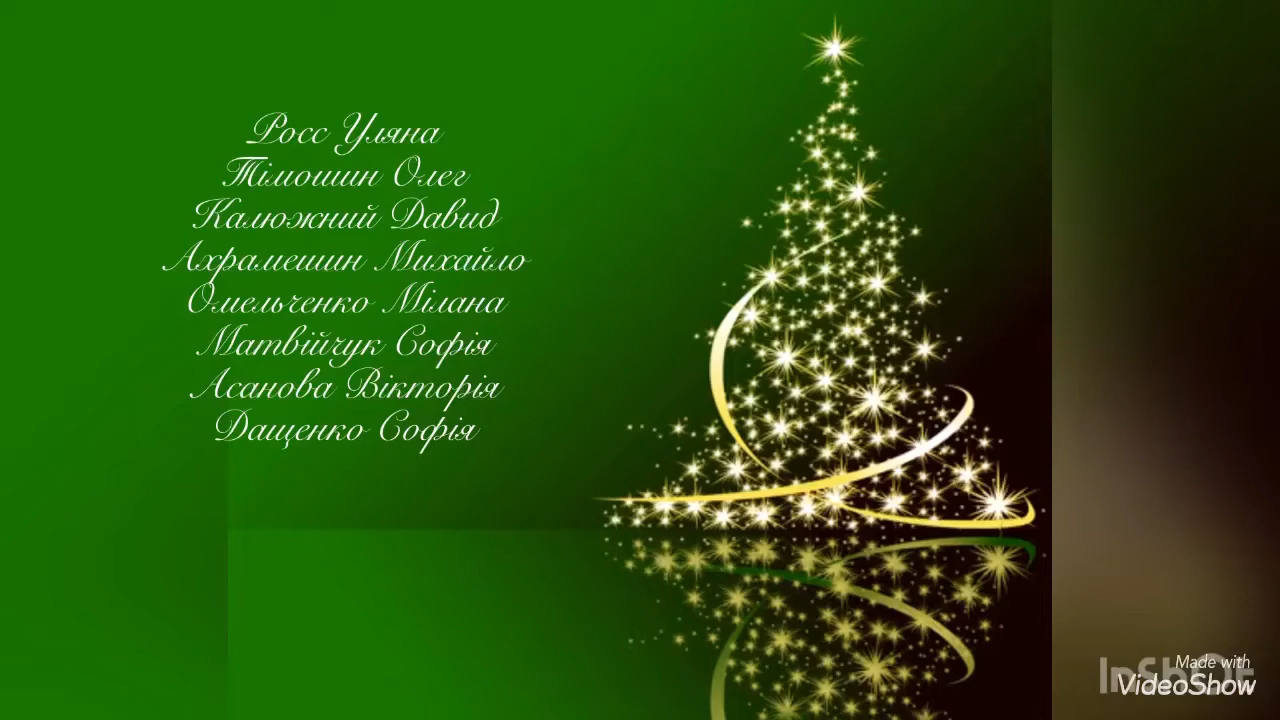 Росс Уляна
Тімошин Олег
Калюжний Давид
Ахрамешин Михайло
Омельченко Мілана
Матвійчук Софія
Асанова Вікторія
Дащенко Софія
Made with
VideoShow
InShOt